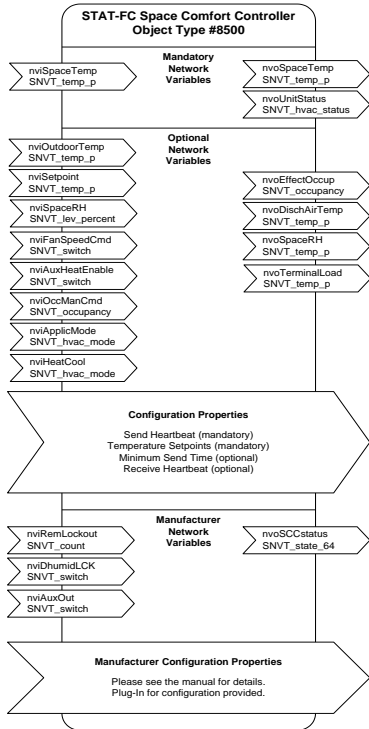 STAT-FC Space Comfort Controller
Object Type #8500
Mandatory
Network
Variables
nviSpaceTemp
SNVT_temp_p
nvoSpaceTemp
SNVT_temp_p
nvoUnitStatus
SNVT_hvac_status
Optional
Network
Variables
nviOutdoorTemp
SNVT_temp_p
nviSetpoint
SNVT_temp_p
nviSpaceRH
SNVT_lev_percent
nviFanSpeedCmd
SNVT_switch
nviAuxHeatEnable
SNVT_switch
nviOccManCmd
SNVT_occupancy
nviApplicMode
SNVT_hvac_mode
nviHeatCool
SNVT_hvac_mode
nvoEffectOccup
SNVT_occupancy
nvoDischAirTemp
SNVT_temp_p
nvoSpaceRH
SNVT_temp_p
nvoTerminalLoad
SNVT_temp_p
Configuration Properties
Send Heartbeat (mandatory)
Temperature Setpoints (mandatory)
Minimum Send Time (optional)
Receive Heartbeat (optional)
Manufacturer
Network
Variables
nviRemLockout
SNVT_count
nviDhumidLCK
SNVT_switch
nviAuxOut
SNVT_switch
nvoSCCstatus
SNVT_state_64
Manufacturer Configuration Properties
Please see the manual for details.
Plug-In for configuration provided.